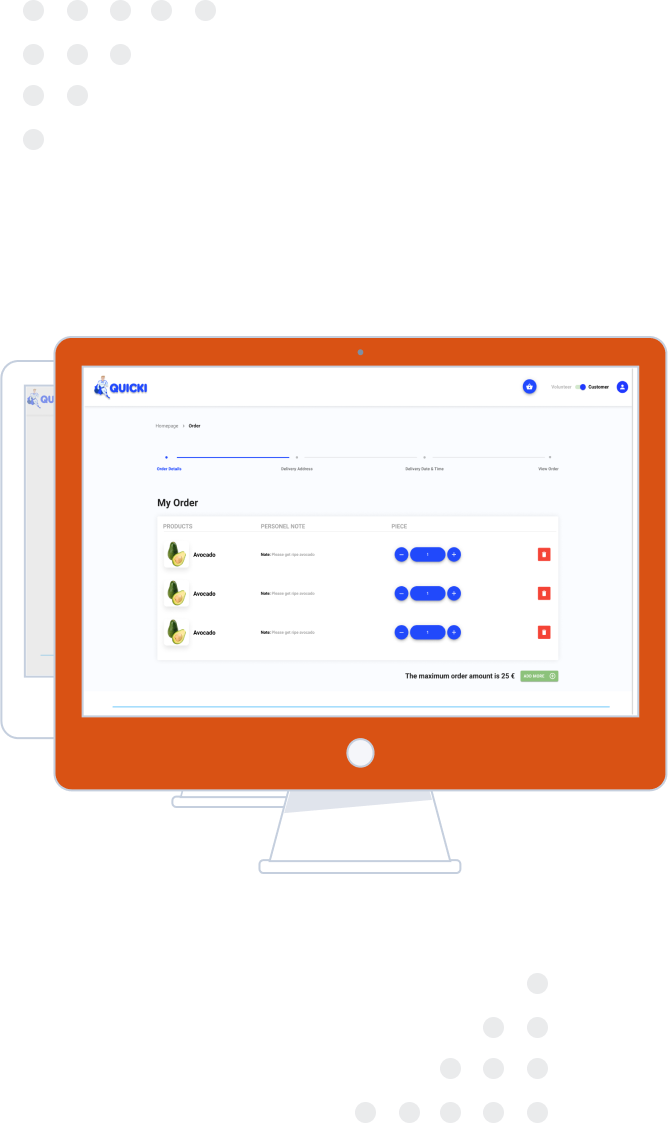 QU
QUICKI
Volunteer Customer
Homepage › Order
Order Details Delivery Address Delivery Date & Time View Order
My Order
PRODUCTS PERSONEL NOTE PIECE
Avocado Note: Please get ripe avocado. − 1 +
Avocado Note: Please get ripe avocado. − 1 +
Avocado Note: Please get ripe avocado. − 1 +
The maximum order amount is 25 € ADD MORE